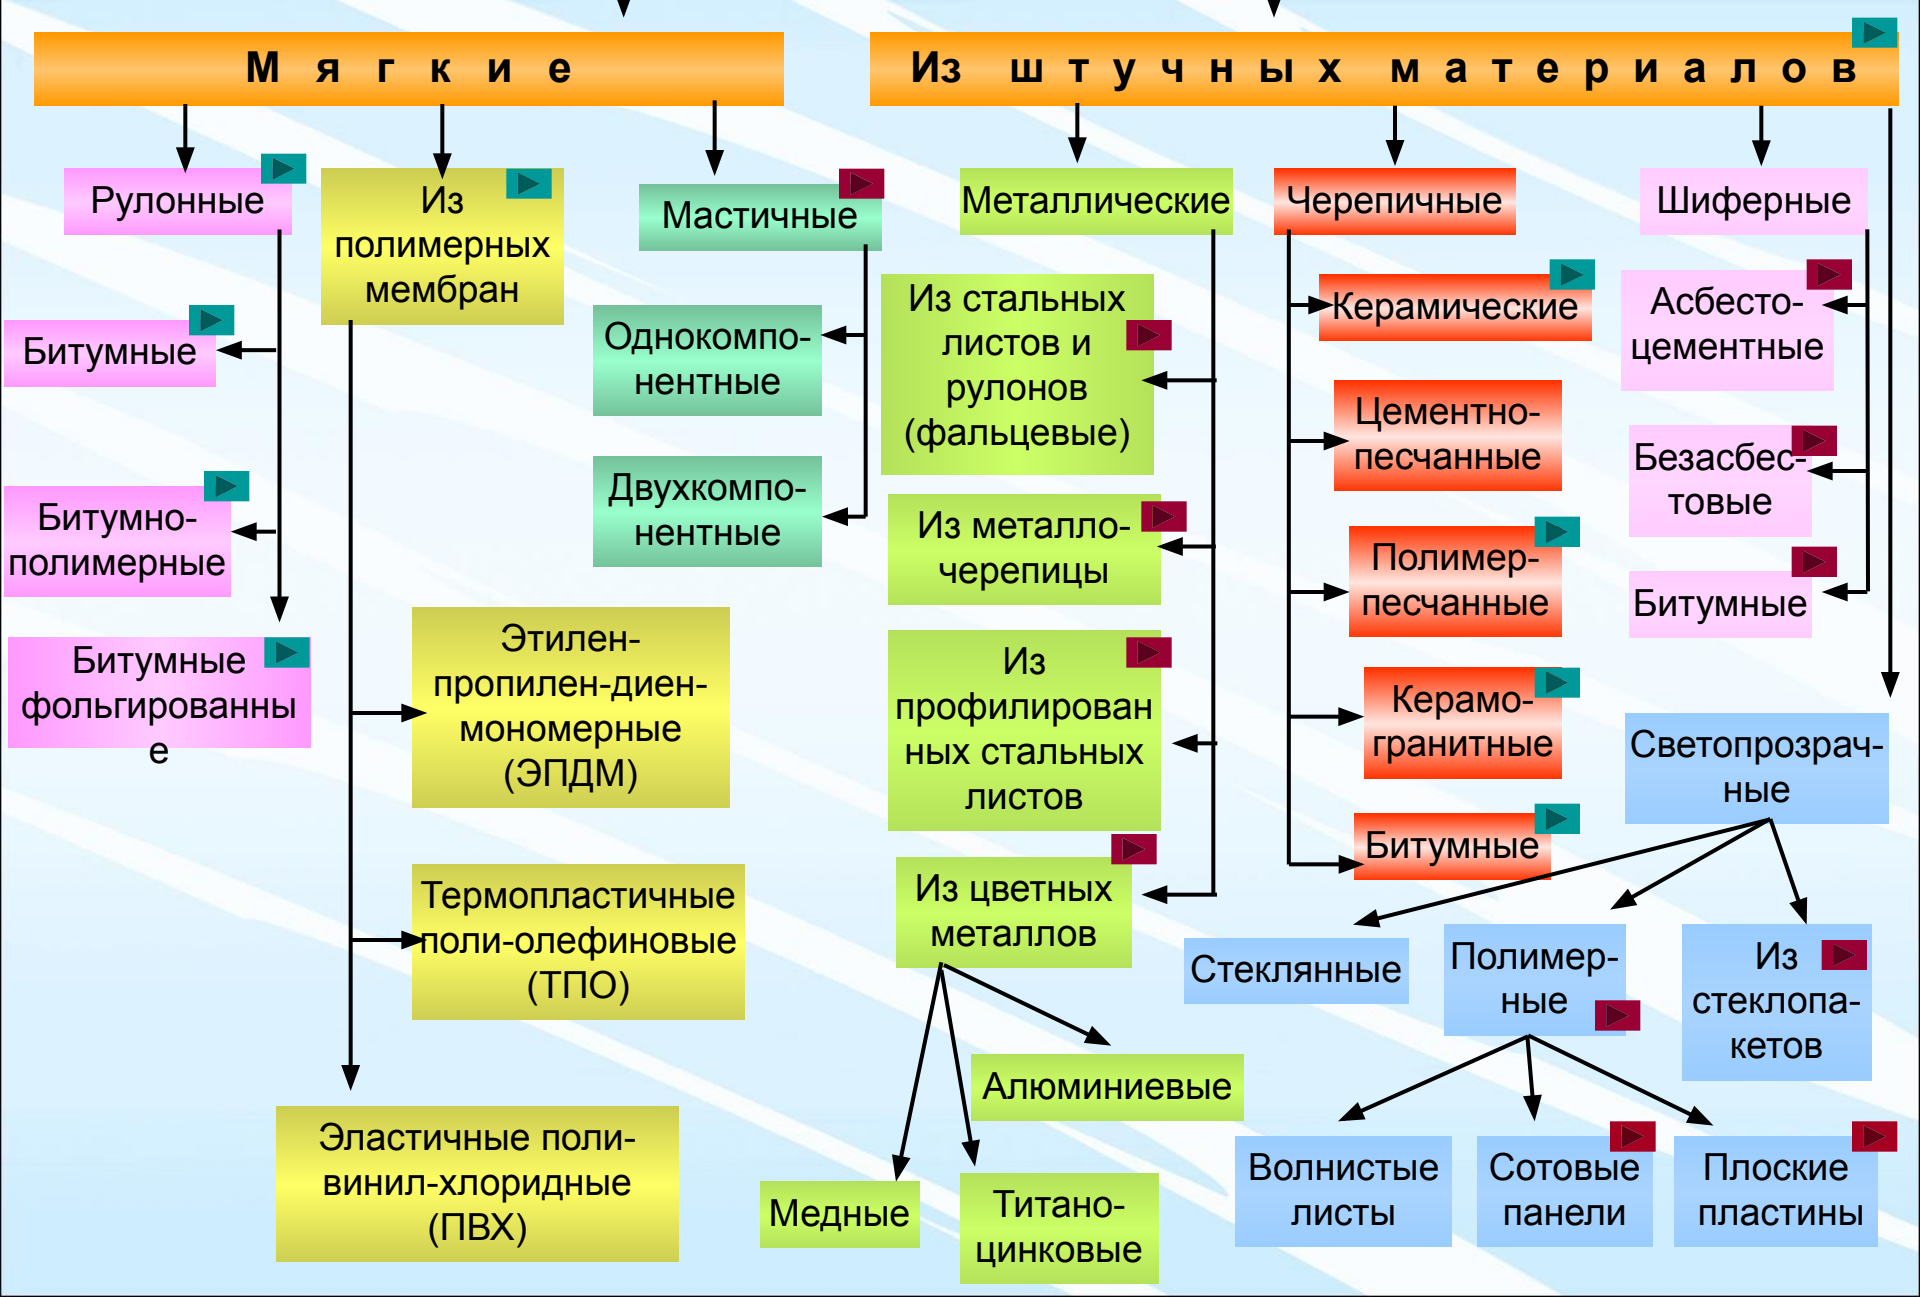 Мягкие
Из штучных материалов
Рулонные
Из
полимерных
мембран
Мастичные
Металлические
Черепичные
Шиферные
Битумные
Битумно-
полимерные
Битумные
фольгированны
е
Этилен-
пропилен-диен-
мономерные
(ЭПДМ)
Термопластичные
поли-олефиновые
(ТПО)
Эластичные поли-
винил-хлоридные
(ПВХ)
Однокомпо-
нентные
Двухкомпо-
нентные
Из стальных
листов и
рулонов
(фальцевые)
Из металло-
черепицы
Из
профилирован
ных стальных
листов
Из цветных
металлов
Алюминиевые
Медные
Титано-
цинковые
Керамические
Цементно-
песчанные
Полимер-
песчанные
Керамо-
гранитные
Битумные
Асбесто-
цементные
Безасбес-
товые
Битумные
Светопрозрач-
ные
Стеклянные
Полимер-
ные
Из
стеклопа-
кетов
Волнистые
листы
Сотовые
панели
Плоские
пластины